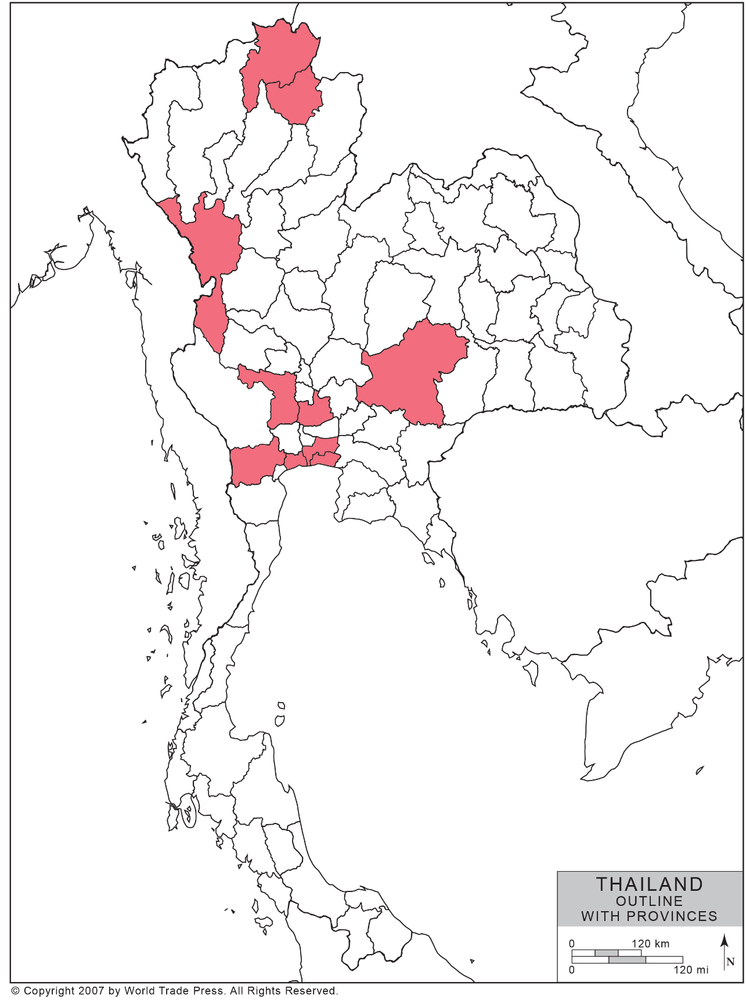 THAILAND
OUTLINE
WITH PROVINCES
0 120 km
0 120 mi
N
© Copyright 2007 by World Trade Press. All Rights Reserved.